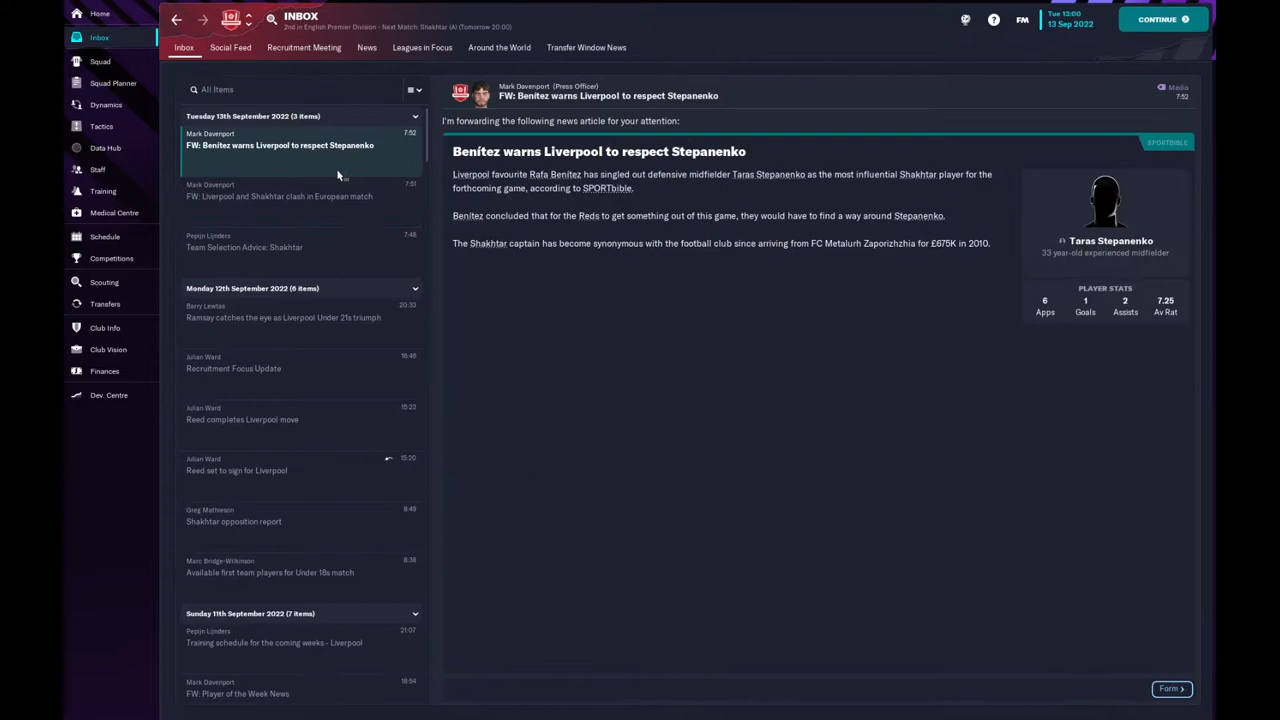 Home
Inbox
Squad
Squad Planner
Dynamics
Tactics
Data Hub
Staff
Training
Medical Centre
Schedule
Competitions
Scouting
Transfers
Club Info
Club Vision
Finances
Dev. Centre
INBOX
2nd in English Premier Division - Next Match: Shakhtar (A) (Tomorrow 20:00)
FM
Tue 13:00
13 Sep 2022
CONTINUE
Inbox Social Feed Recruitment Meeting News Leagues in Focus Around the World Transfer Window News
All Items
Tuesday 13th September 2022 (3 items)
Mark Davenport 7:52
FW: Benítez warns Liverpool to respect Stepanenko
Mark Davenport 7:51
FW: Liverpool and Shakhtar clash in European match
Pepijn Lijnders 7:48
Team Selection Advice: Shakhtar
Monday 12th September 2022 (6 items)
Barry Lewtas 20:33
Ramsay catches the eye as Liverpool Under 21s triumph
Julian Ward 16:46
Recruitment Focus Update
Julian Ward 15:22
Reed completes Liverpool move
Julian Ward 15:20
Reed set to sign for Liverpool
Greg Mathieson 8:49
Shakhtar opposition report
Marc Bridge-Wilkinson 8:38
Available first team players for Under 18s match
Sunday 11th September 2022 (7 items)
Pepijn Lijnders 21:07
Training schedule for the coming weeks - Liverpool
Mark Davenport 18:54
FW: Player of the Week News
Mark Davenport (Press Officer)
FW: Benítez warns Liverpool to respect Stepanenko
Media
7:52
I'm forwarding the following news article for your attention:
SPORTBIBLE
Benítez warns Liverpool to respect Stepanenko
Liverpool favourite Rafa Benítez has singled out defensive midfielder Taras Stepanenko as the most influential Shakhtar player for the
forthcoming game, according to SPORTbible.
Benítez concluded that for the Reds to get something out of this game, they would have to find a way around Stepanenko.
The Shakhtar captain has become synonymous with the football club since arriving from FC Metalurh Zaporizhzhia for £675K in 2010.
Taras Stepanenko
33 year-old experienced midfielder
PLAYER STATS
6 1 2 7.25
Apps Goals Assists Av Rat
Form